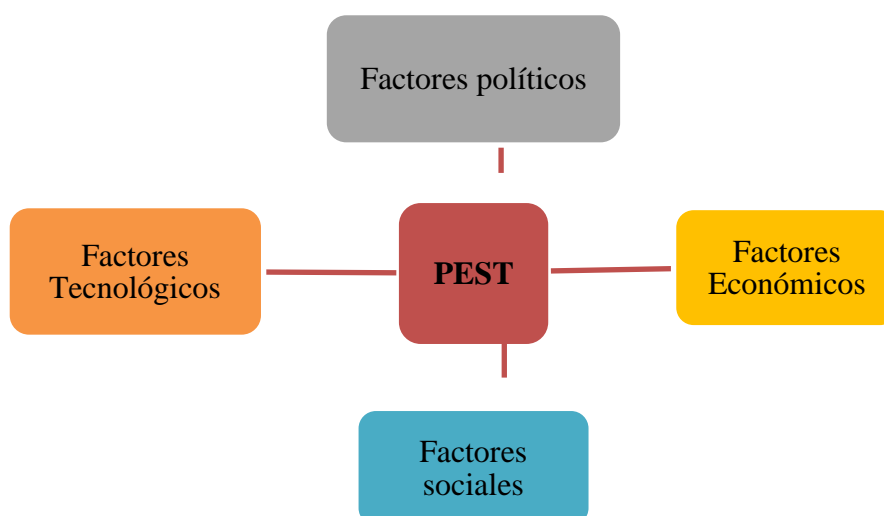 Factores políticos
Factores
Tecnológicos
PEST
Factores
Económicos
Factores
sociales